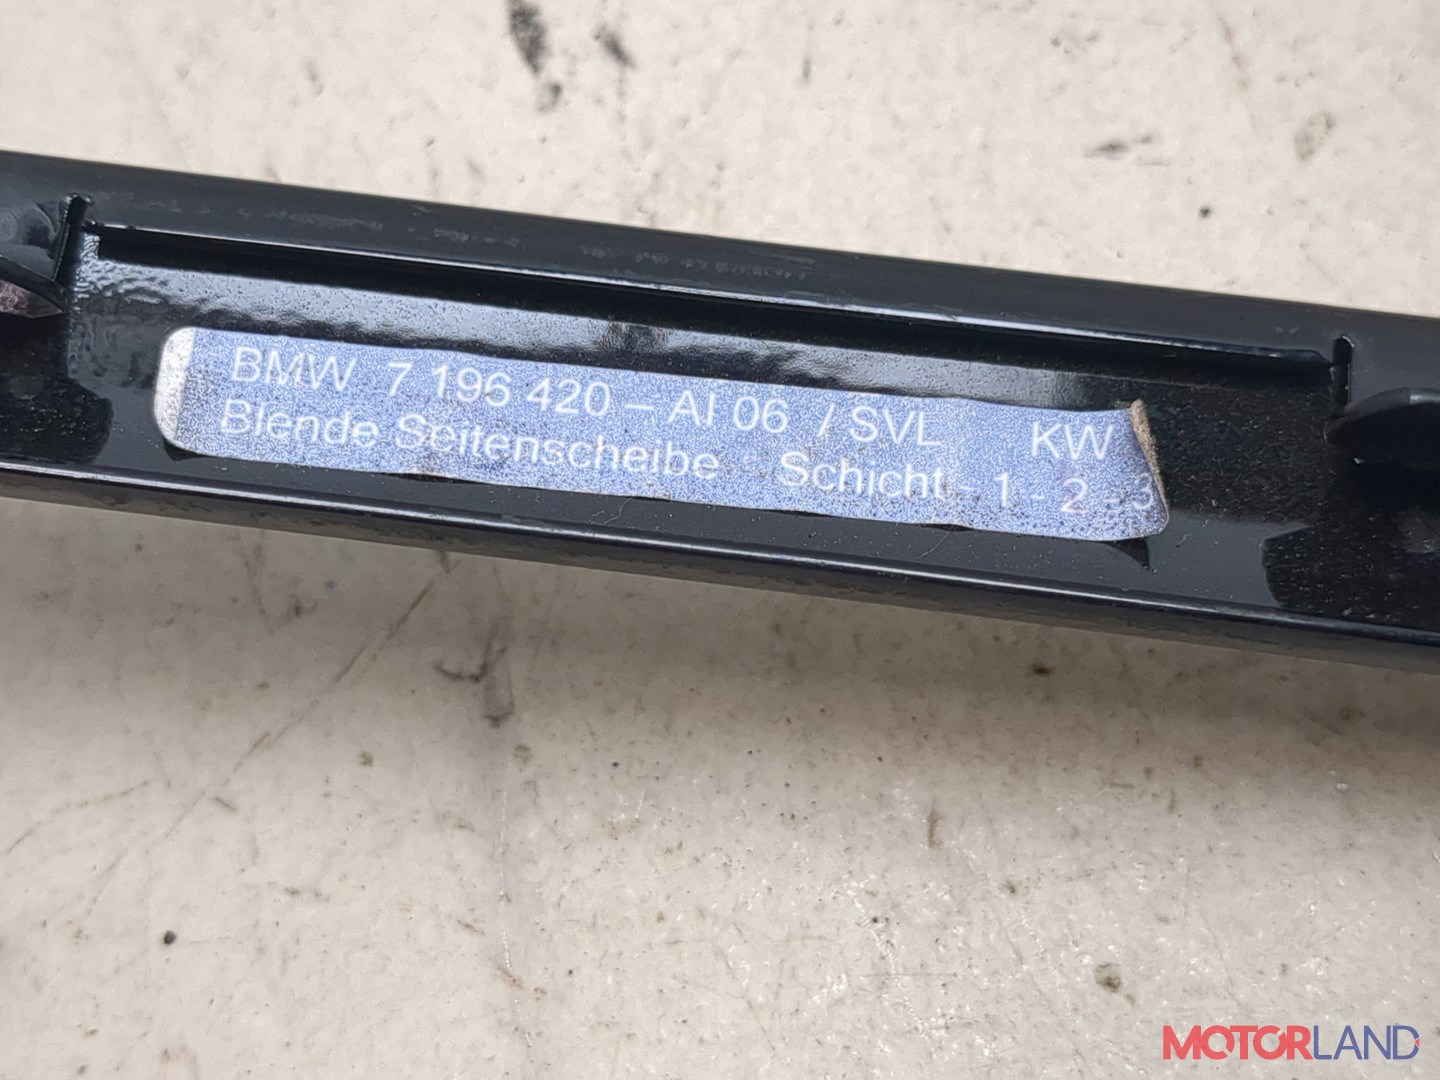 BMW 7 196 420 – AI 06 / SVL KW
Blende Seitenscheibe Schicht - 1 - 2 - 3
MOTORLAND